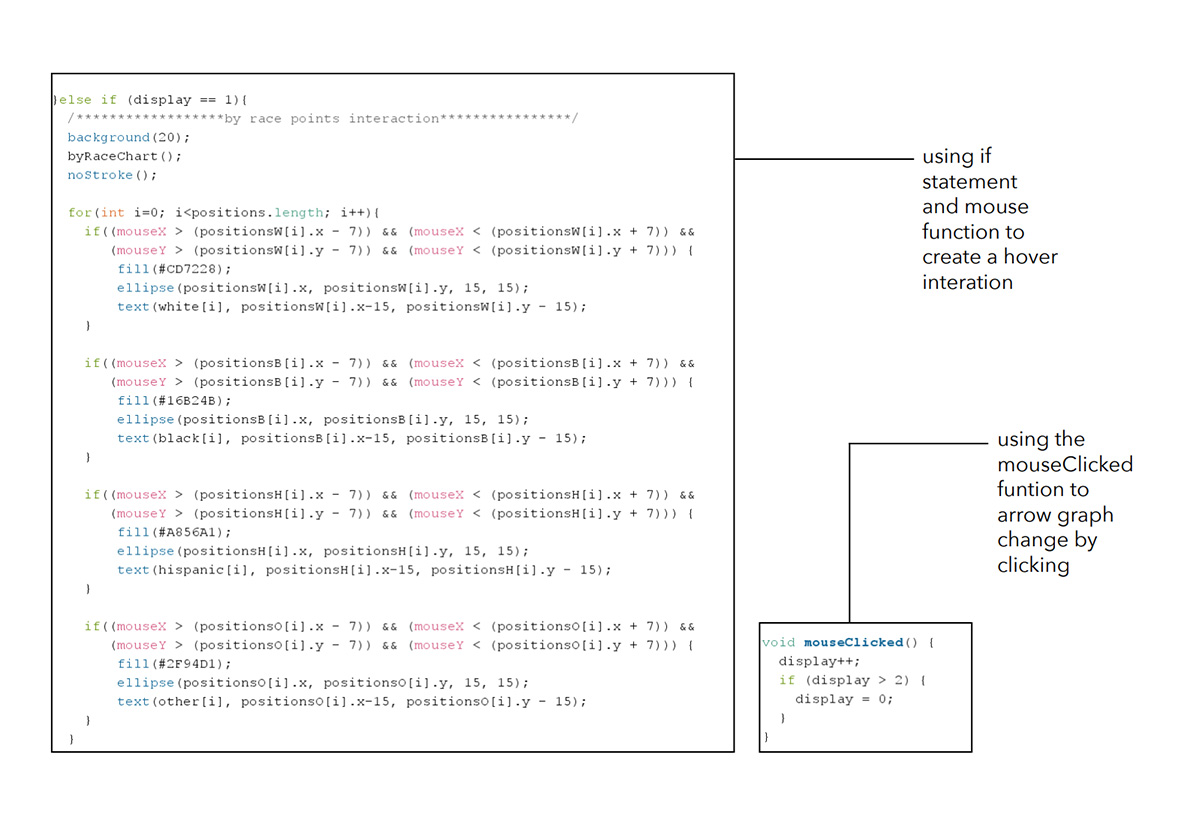 }else if (display == 1){
/******************by race points interaction****************/
background(20);
byRaceChart();
noStroke();
for(int i=0; i<positions.length; i++){
if((mouseX > (positionsW[i].x - 7)) && (mouseX < (positionsW[i].x + 7)) &&
(mouseY > (positionsW[i].y - 7)) && (mouseY < (positionsW[i].y + 7))) {
fill(#CD7228);
ellipse(positionsW[i].x, positionsW[i].y, 15, 15);
text(white[i], positionsW[i].x-15, positionsW[i].y - 15);
}
if((mouseX > (positionsB[i].x - 7)) && (mouseX < (positionsB[i].x + 7)) &&
(mouseY > (positionsB[i].y - 7)) && (mouseY < (positionsB[i].y + 7))) {
fill(#16B24B);
ellipse(positionsB[i].x, positionsB[i].y, 15, 15);
text(black[i], positionsB[i].x-15, positionsB[i].y - 15);
}
if((mouseX > (positionsH[i].x - 7)) && (mouseX < (positionsH[i].x + 7)) &&
(mouseY > (positionsH[i].y - 7)) && (mouseY < (positionsH[i].y + 7))) {
fill(#A856A1);
ellipse(positionsH[i].x, positionsH[i].y, 15, 15);
text(hispanic[i], positionsH[i].x-15, positionsH[i].y - 15);
}
if((mouseX > (positionsO[i].x - 7)) && (mouseX < (positionsO[i].x + 7)) &&
(mouseY > (positionsO[i].y - 7)) && (mouseY < (positionsO[i].y + 7))) {
fill(#2F94D1);
ellipse(positionsO[i].x, positionsO[i].y, 15, 15);
text(other[i], positionsO[i].x-15, positionsO[i].y - 15);
}
}
using if
statement
and mouse
function to
create a hover
interation
using the
mouseClicked
funtion to
arrow graph
change by
clicking
void mouseClicked() {
display++;
if (display > 2) {
display = 0;
}
}